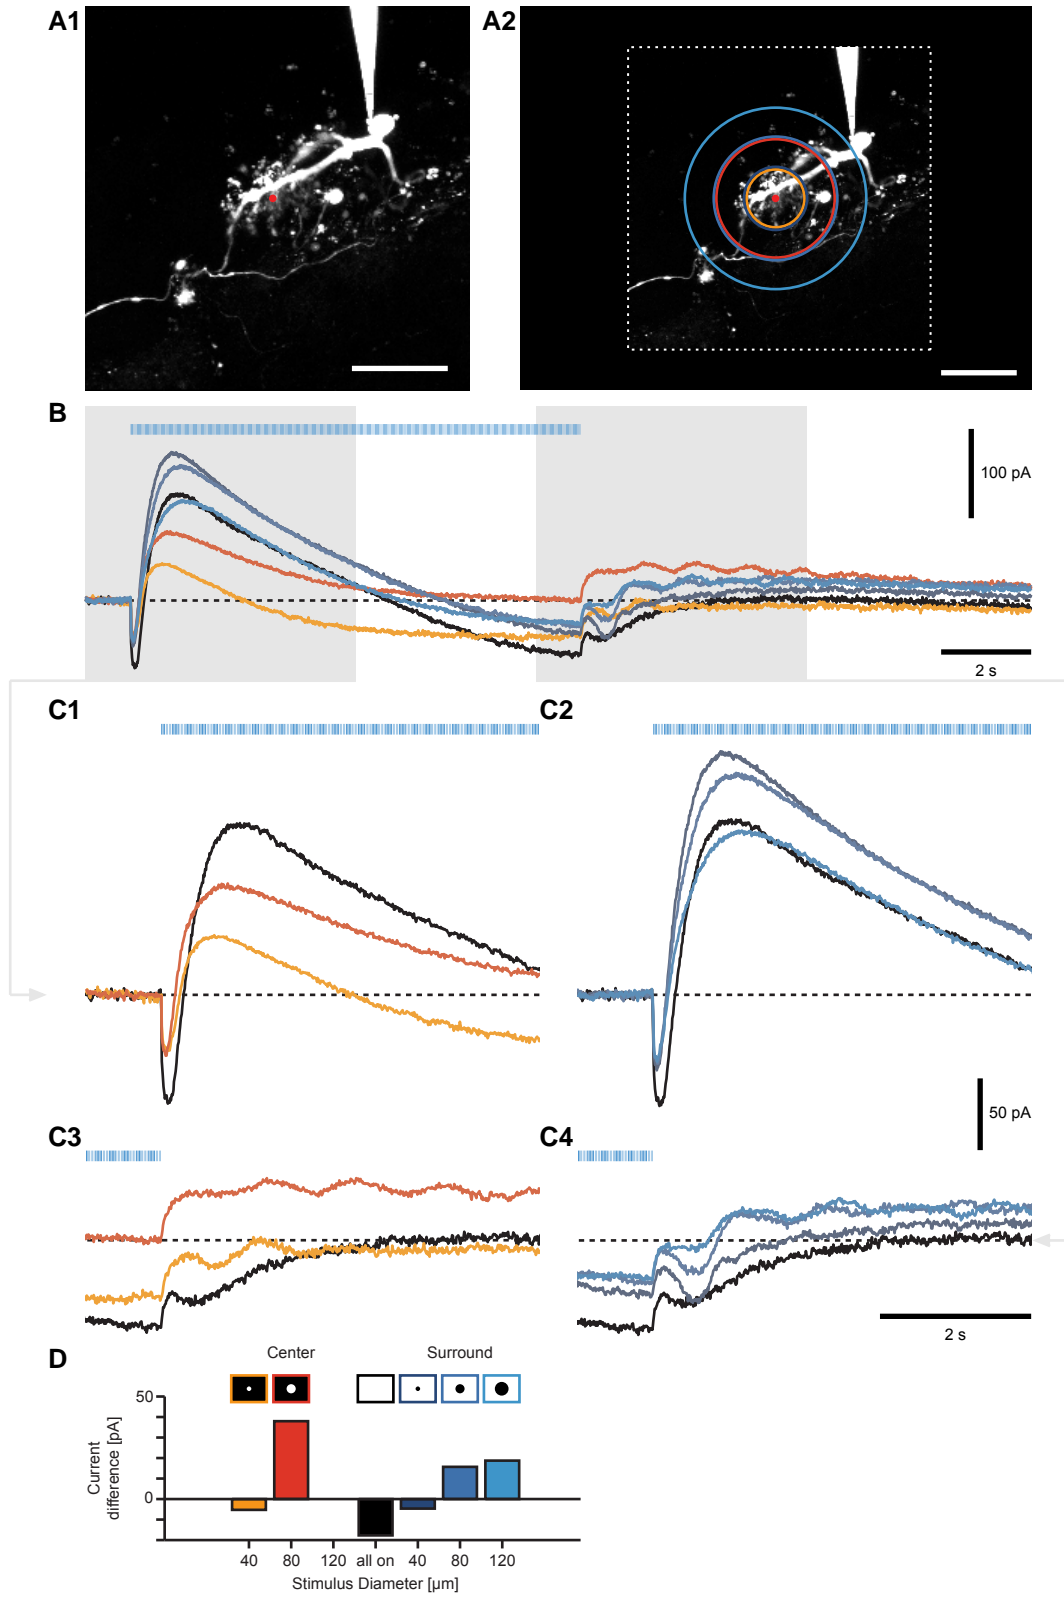 A1
A2
B
100 pA
2 s
C1
C2
50 pA
C3
C4
2 s
D
Center
Surround
Current
difference [pA]
50
0
40
80
120
all on
40
80
120
Stimulus Diameter [µm]